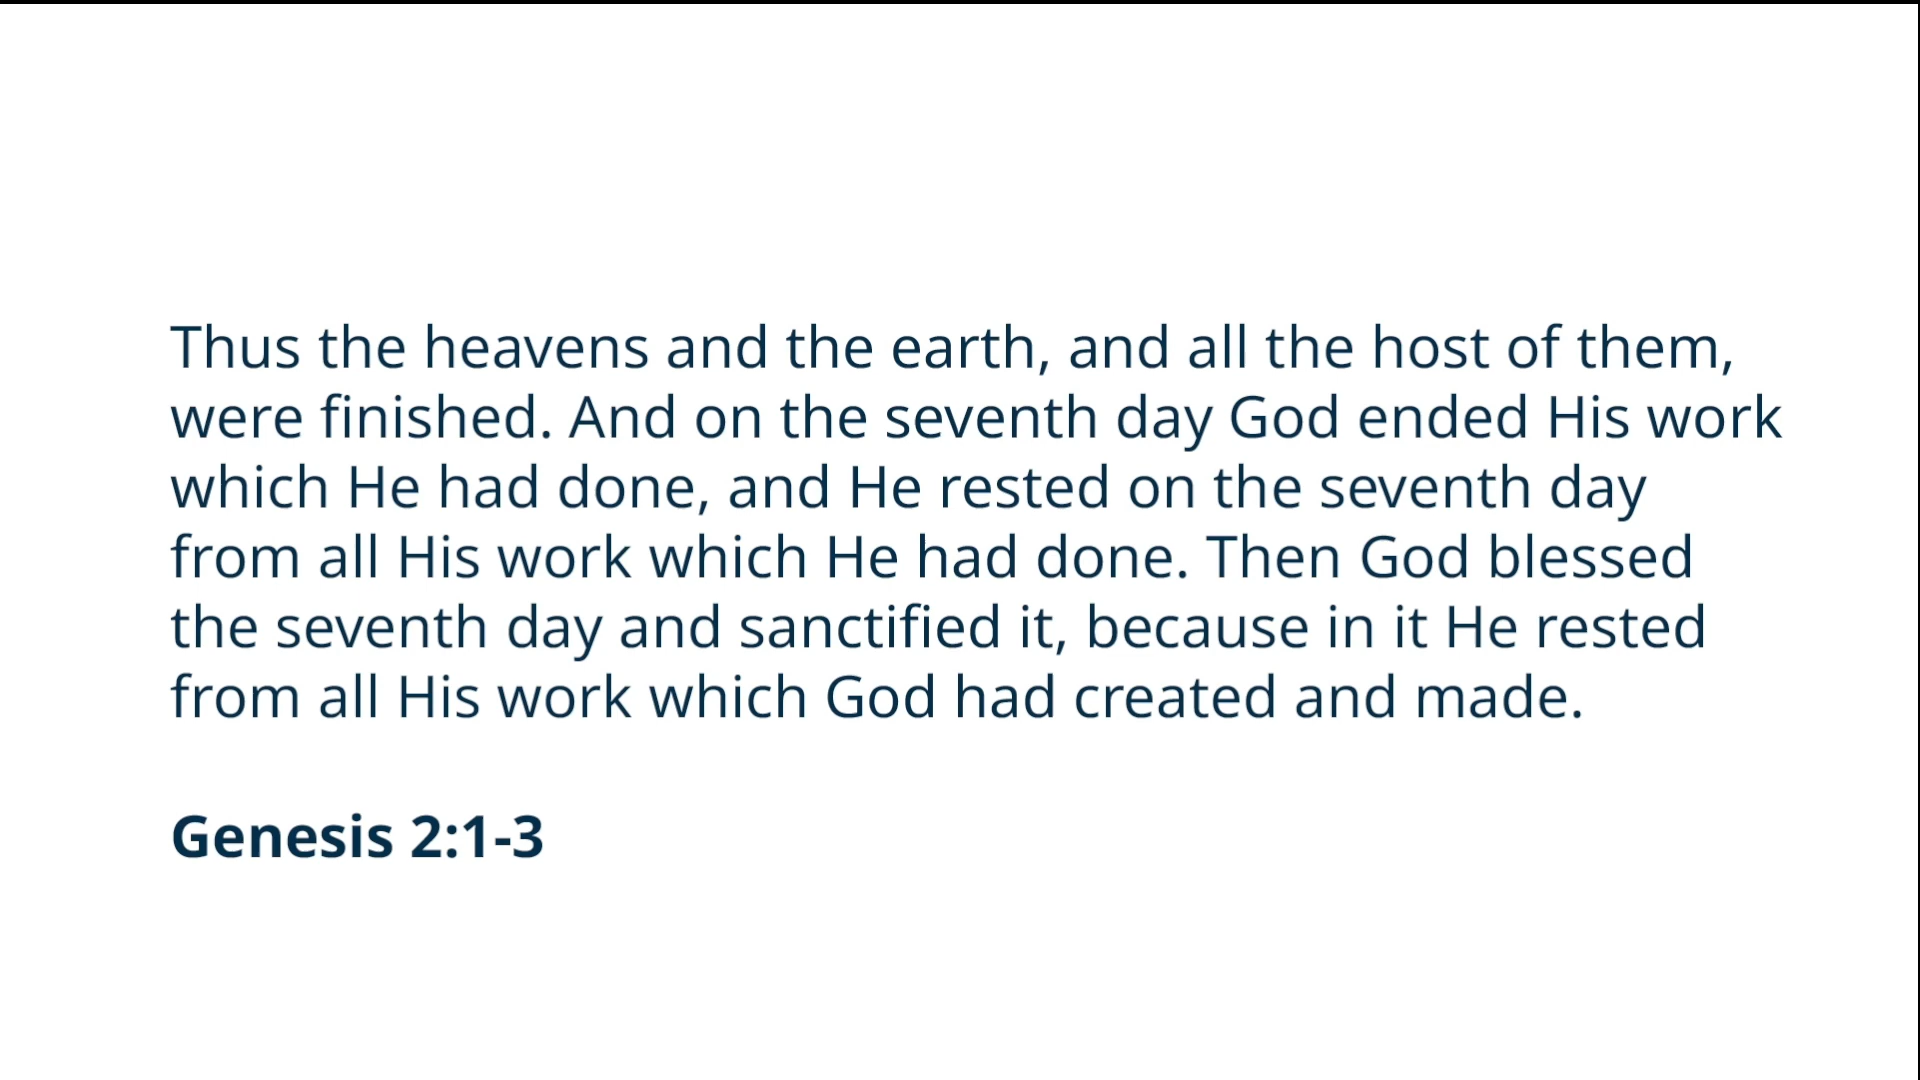 Thus the heavens and the earth, and all the host of them,
were finished. And on the seventh day God ended His work
which He had done, and He rested on the seventh day
from all His work which He had done. Then God blessed
the seventh day and sanctified it, because in it He rested
from all His work which God had created and made.
Genesis 2:1-3